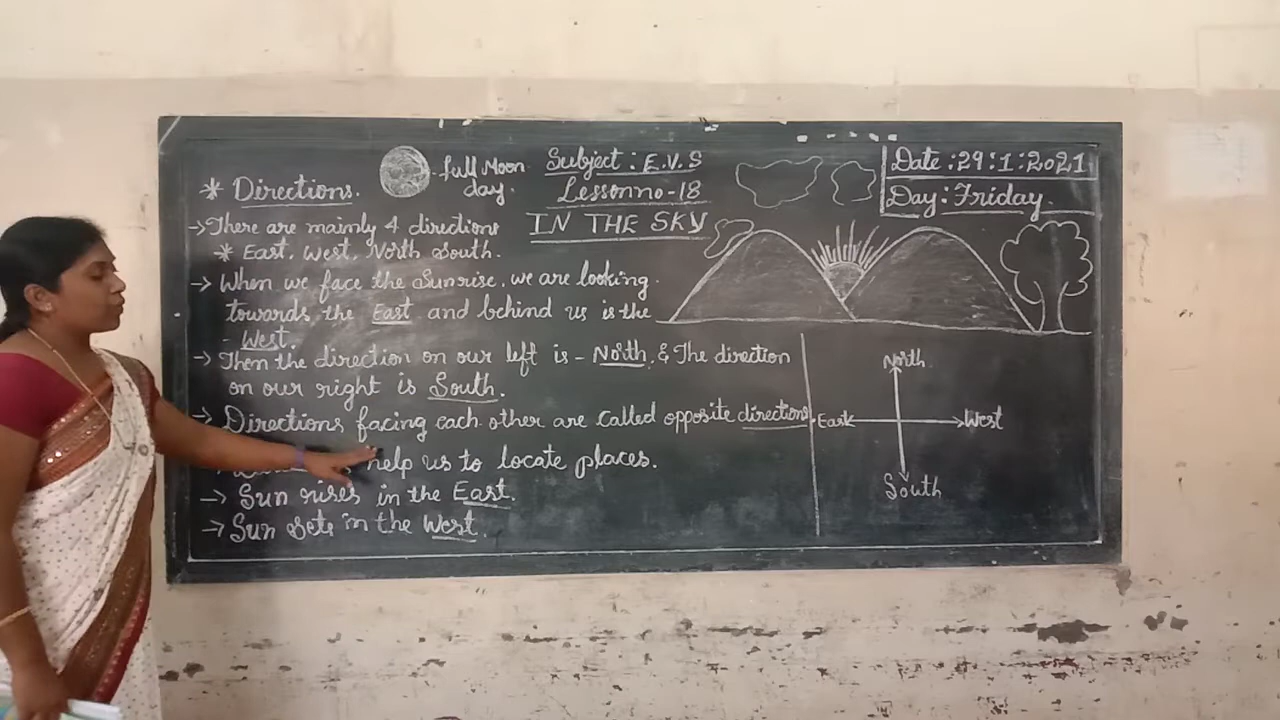 Subject : E.V.S
Lessonno-18
IN THE SKY
Date : 29:1:2021
Day: Friday.
full Moon
day.
* Directions.
→ There are mainly 4 directions
* East, West, North South.
→ When we face the Sunrise, we are looking
towards the East and behind us is the
- West.
→ Then the direction on our left is - North, & The direction
on our right is South.
→ Directions facing each other are called opposite directions
help us to locate places.
→ Sun rises in the East.
→ Sun sets in the West.
North
East
West
South